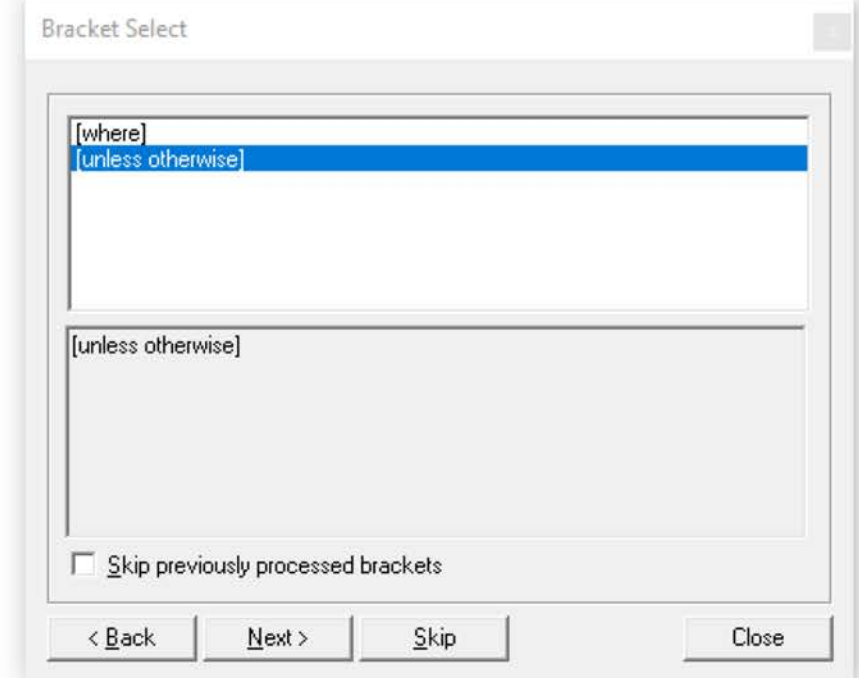 Bracket Select
[where]
[unless otherwise]
[unless otherwise]
Skip previously processed brackets
< Back Next > Skip Close